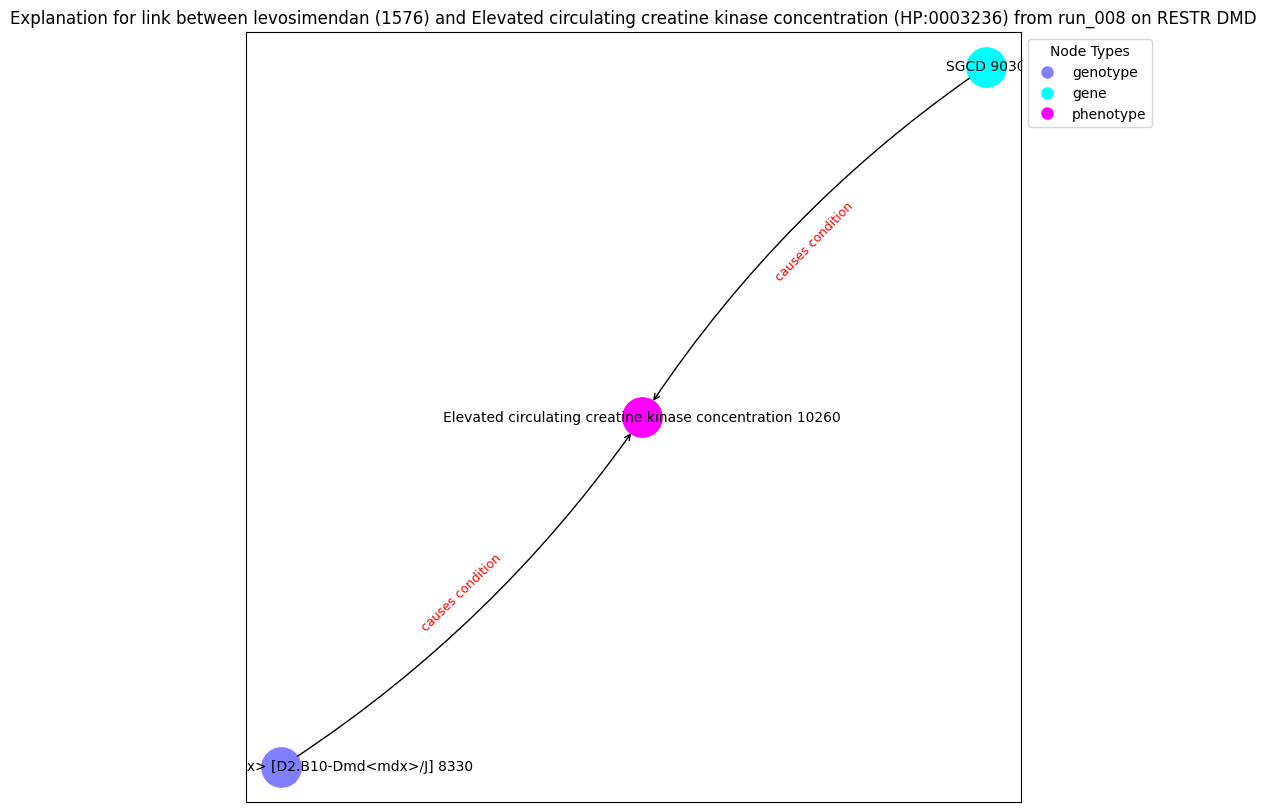 Explanation for link between levosimendan (1576) and Elevated circulating creatine kinase concentration (HP:0003236) from run_008 on RESTR DMD
Node Types
genotype
gene
phenotype
SGCD 9030
causes condition
Elevated circulating creatine kinase concentration 10260
causes condition
x> [D2.B10-Dmd<mdx>/J] 8330